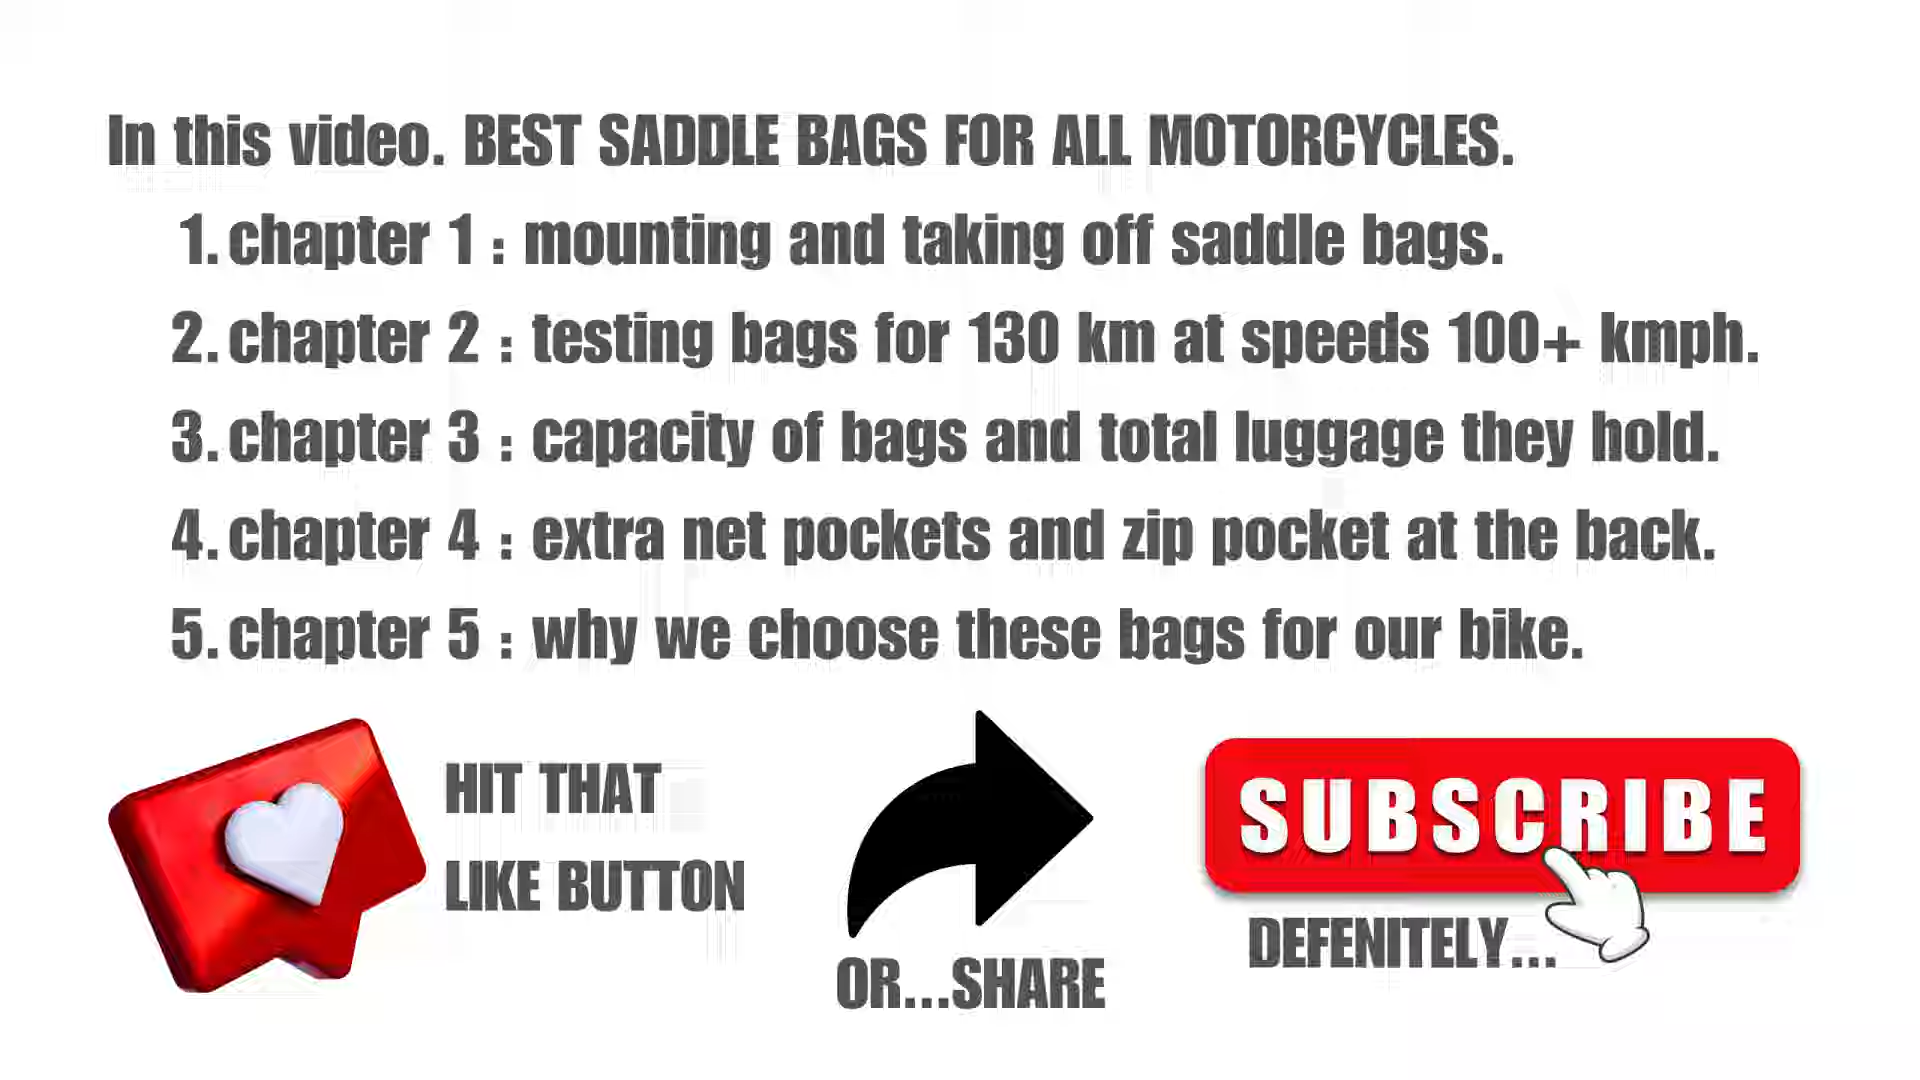 In this video. BEST SADDLE BAGS FOR ALL MOTORCYCLES.
1. chapter 1 : mounting and taking off saddle bags.
2. chapter 2 : testing bags for 130 km at speeds 100+ kmph.
3. chapter 3 : capacity of bags and total luggage they hold.
4. chapter 4 : extra net pockets and zip pocket at the back.
5. chapter 5 : why we choose these bags for our bike.
HIT THAT
LIKE BUTTON
OR...SHARE
SUBSCRIBE
DEFENITELY...